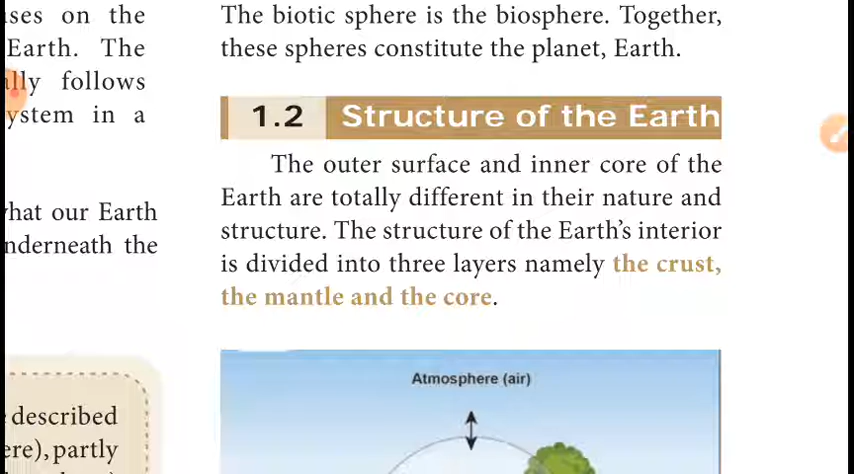 uses on the
Earth. The
ally follows
ystem in a
what our Earth
nderneath the
described
ere), partly
The biotic sphere is the biosphere. Together,
these spheres constitute the planet, Earth.
1.2 Structure of the Earth
The outer surface and inner core of the
Earth are totally different in their nature and
structure. The structure of the Earth's interior
is divided into three layers namely the crust,
the mantle and the core.
Atmosphere (air)